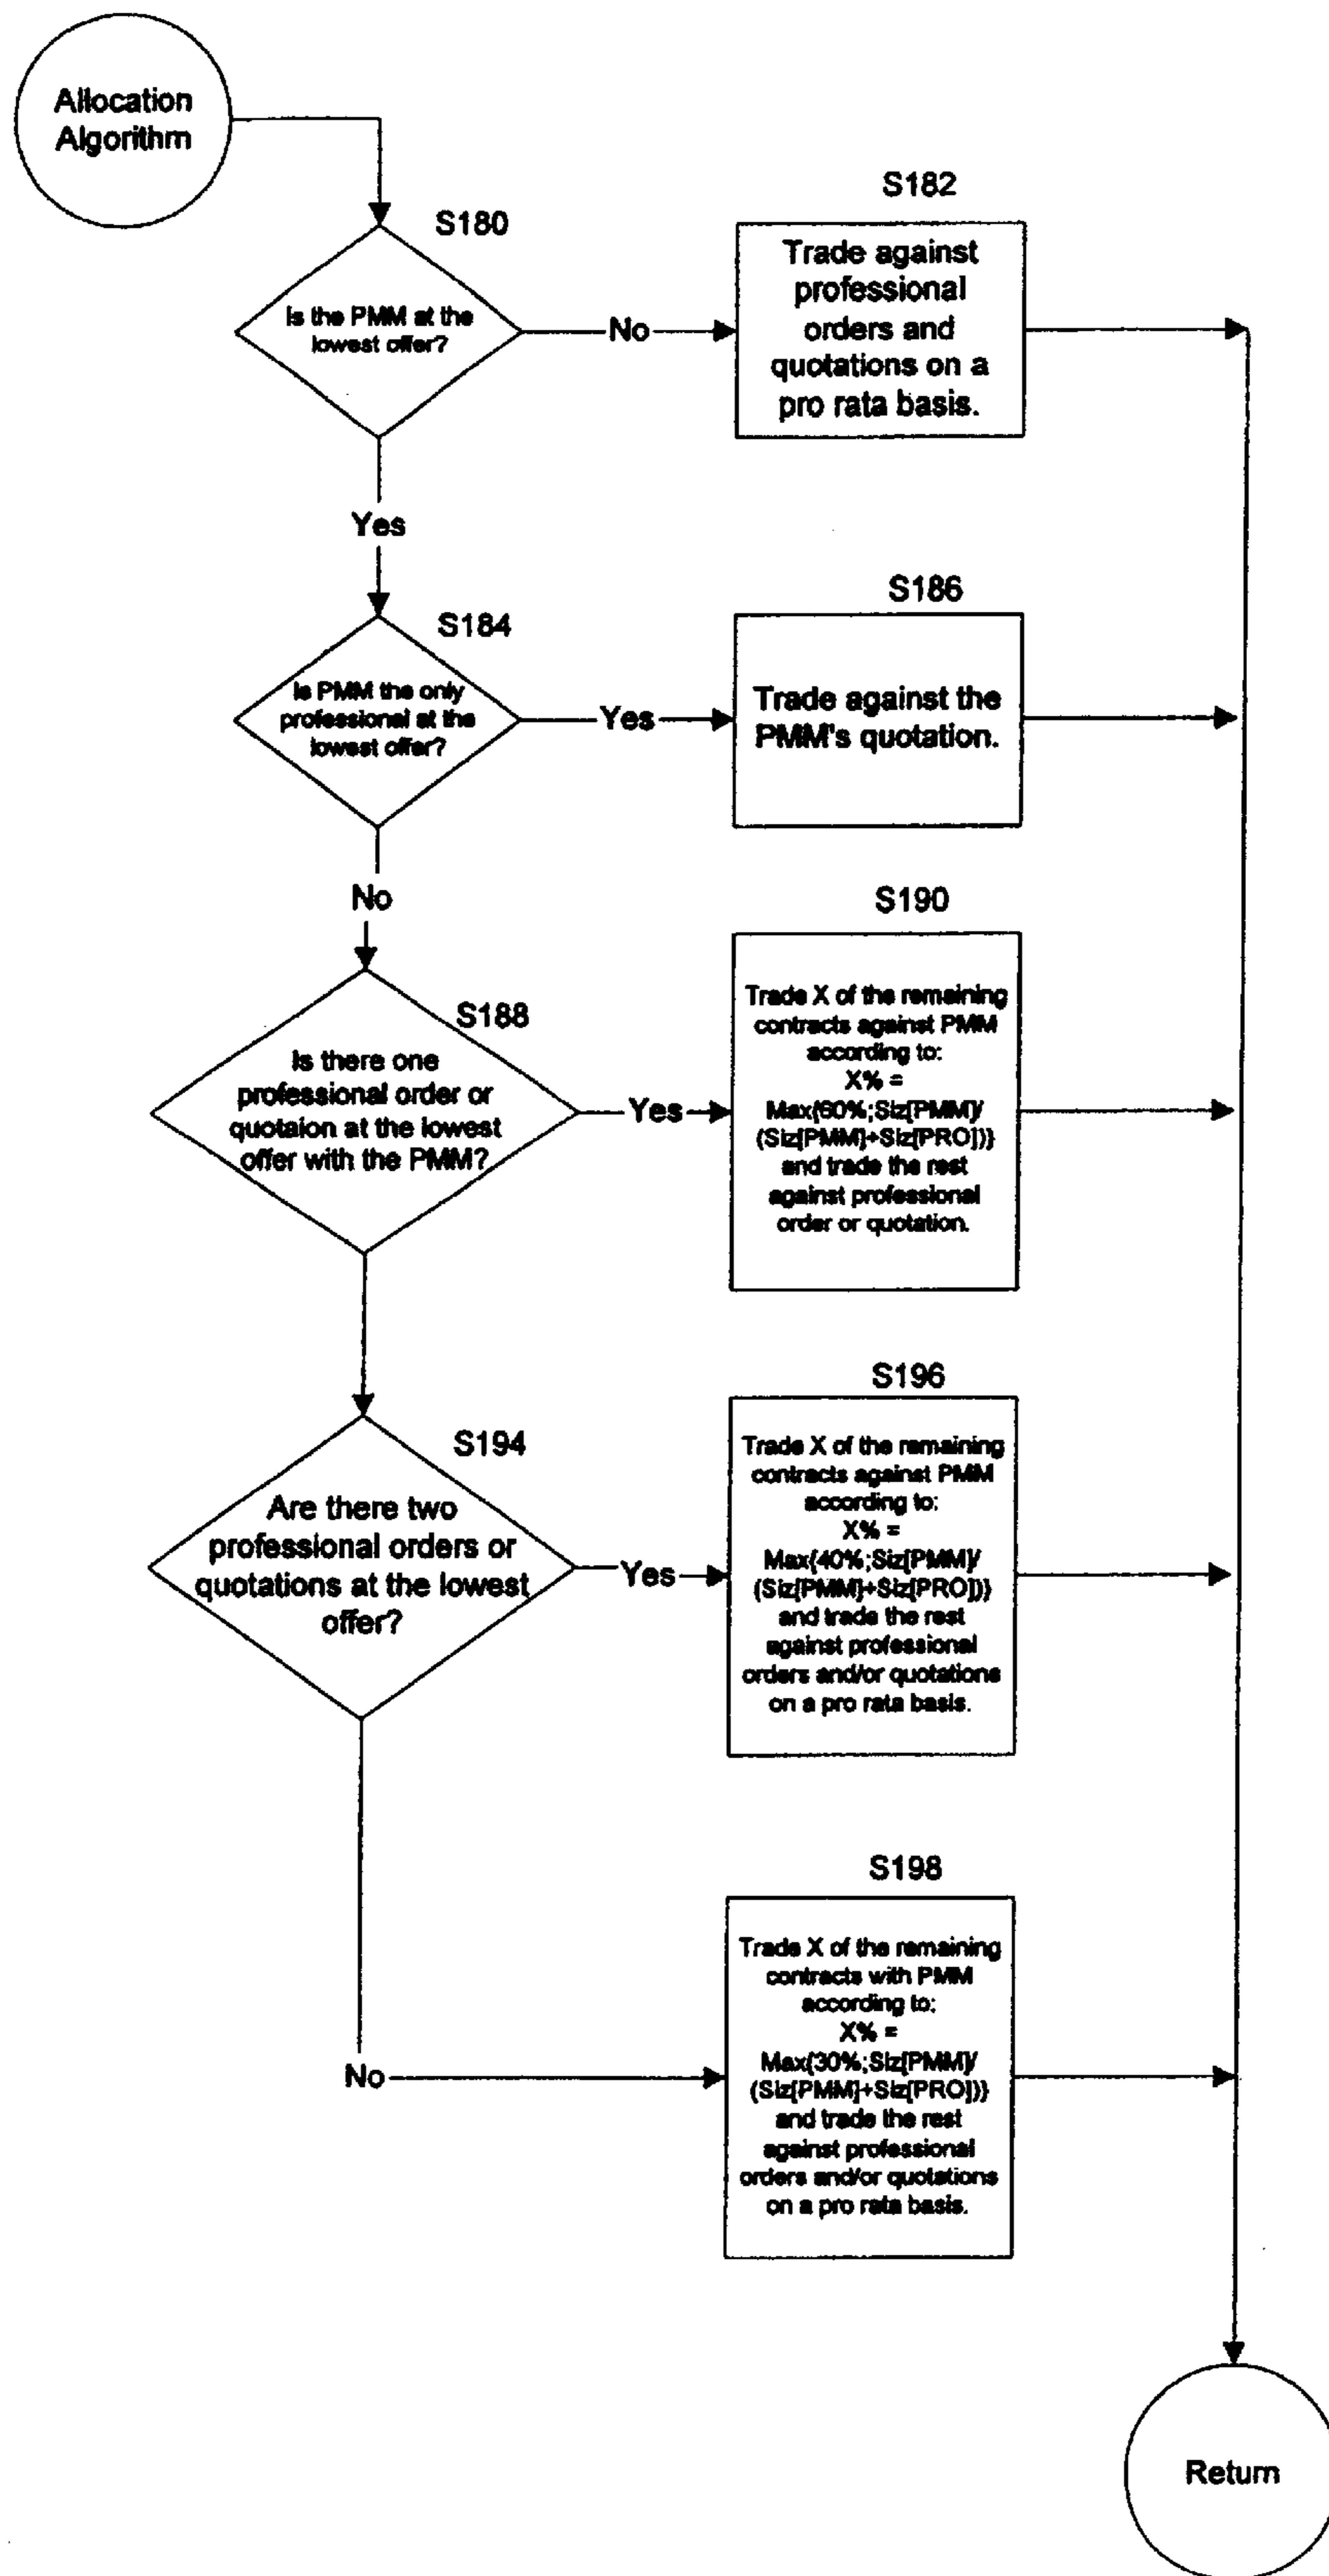 Allocation
Algorithm
S180
Is the PMM at the
lowest offer?
No
S182
Trade against
professional
orders and
quotations on a
pro rata basis.
Yes
S184
Is PMM the only
professional at the
lowest offer?
Yes
S186
Trade against the
PMM's quotation.
No
S188
Is there one
professional order or
quotaion at the lowest
offer with the PMM?
Yes
S190
Trade X of the remaining
contracts against PMM
according to:
X% =
Max{60%;Siz[PMM]/
(Siz[PMM]+Siz[PRO])}
and trade the rest
against professional
order or quotation.
S194
Are there two
professional orders or
quotations at the lowest
offer?
Yes
S196
Trade X of the remaining
contracts against PMM
according to:
X% =
Max{40%;Siz[PMM]/
(Siz[PMM]+Siz[PRO])}
and trade the rest
against professional
orders and/or quotations
on a pro rata basis.
No
S198
Trade X of the remaining
contracts with PMM
according to:
X% =
Max{30%;Siz[PMM]/
(Siz[PMM]+Siz[PRO])}
and trade the rest
against professional
orders and/or quotations
on a pro rata basis.
Return